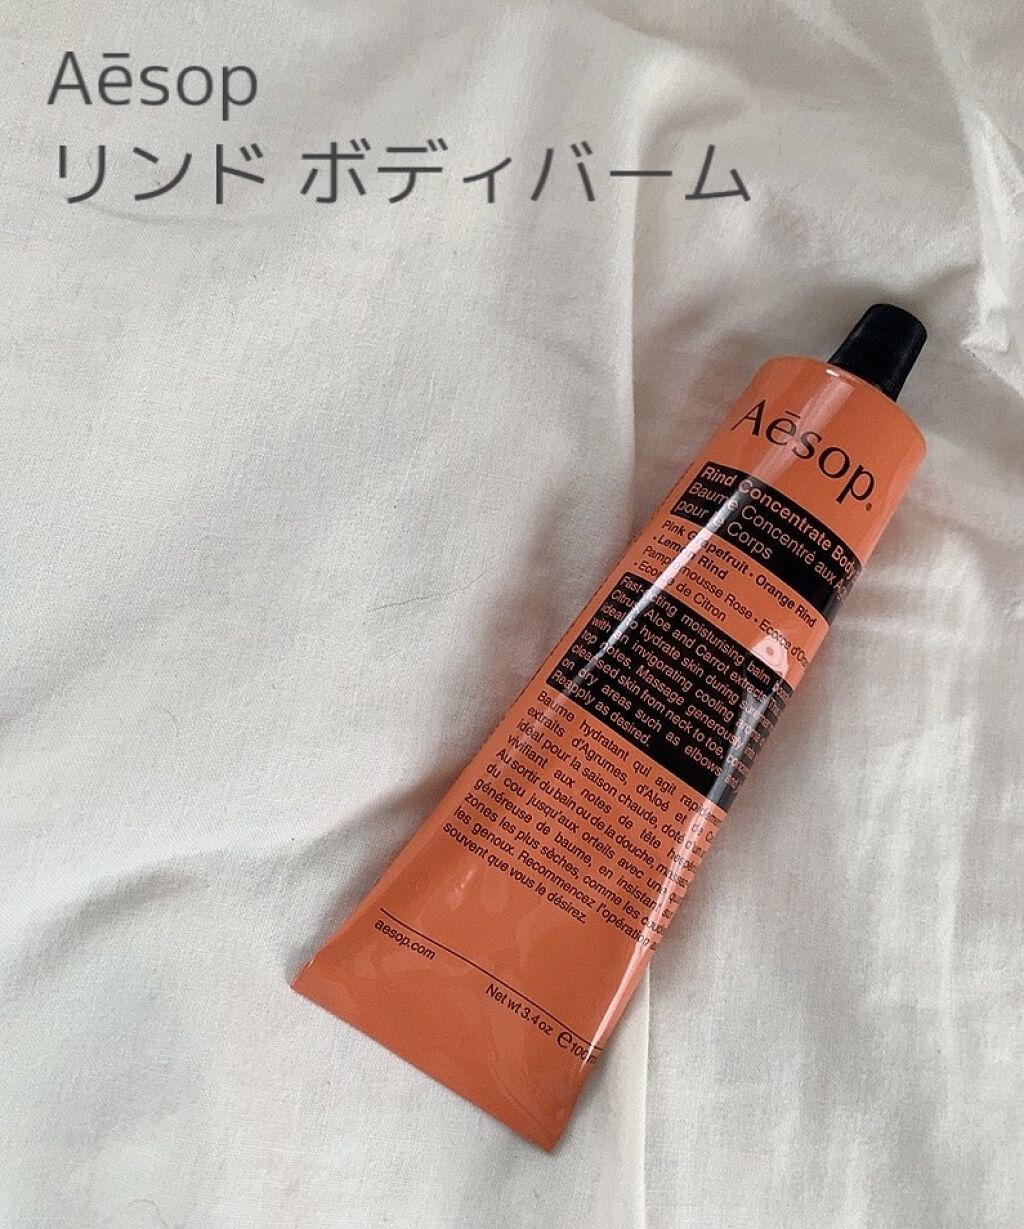 Aēsop
リンド ボディバーム
Aēsop.
Rind Concentrate Body
Baume Concentré aux
pour le Corps
Pink Grapefruit • Orange Rind
• Lemon Rind
Pamplemousse Rose • Ecorce
• Ecorce de Citron
Fast-acting moisturising balm
Citrus, Aloe and Carrot extracts
ideal to hydrate skin during
with an invigorating cooling
top notes. Massage generously
cleansed skin from neck to toe,
on dry areas such as elbows
Reapply as desired.
Baume hydratant qui agit
extraits d'Agrumes, d'Aloé et de
idéal pour la saison chaude, doté d'un
vivifiant aux notes de tête
Au sortir du bain ou de la douche,
du cou jusqu'aux orteils avec une
généreuse de baume, en insistant
zones les plus sèches, comme les
les genoux. Recommencez l'opération
souvent que vous le désirez.
aesop.com
Net wt 3.4 oz ℮